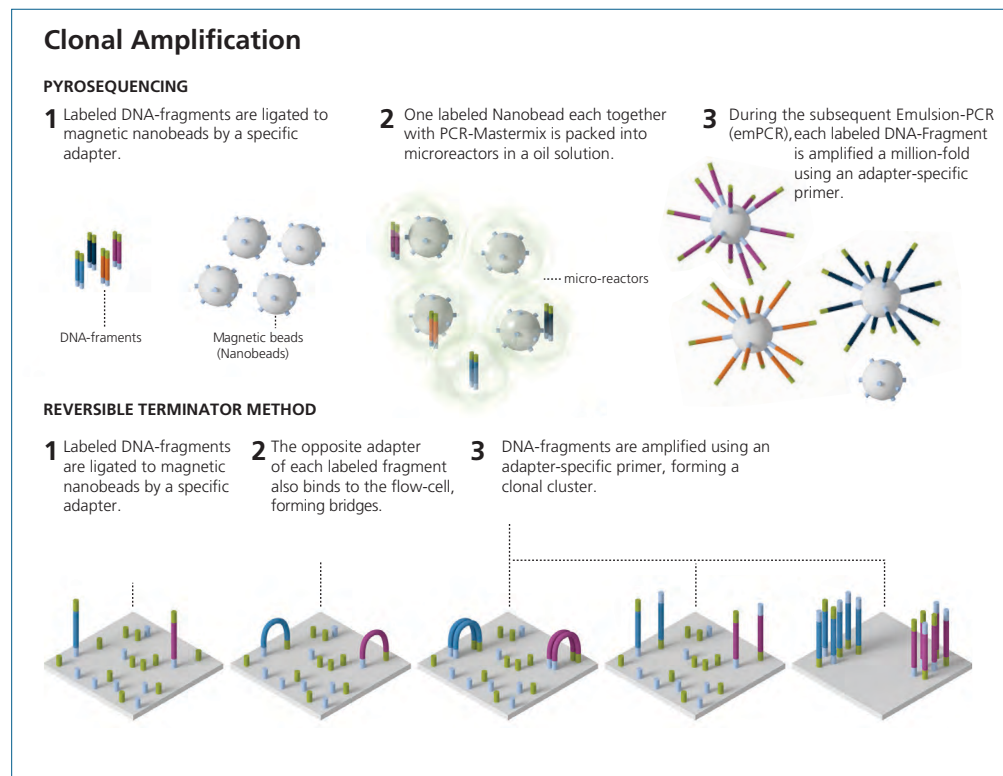 Clonal Amplification
PYROSEQUENCING
1 Labeled DNA-fragments are ligated to
magnetic nanobeads by a specific
adapter.
2 One labeled Nanobead each together
with PCR-Mastermix is packed into
microreactors in a oil solution.
3 During the subsequent Emulsion-PCR
(emPCR), each labeled DNA-Fragment
is amplified a million-fold
using an adapter-specific
primer.
micro-reactors
DNA-framents
Magnetic beads
(Nanobeads)
REVERSIBLE TERMINATOR METHOD
1 Labeled DNA-fragments
are ligated to magnetic
nanobeads by a specific
adapter.
2 The opposite adapter
of each labeled fragment
also binds to the flow-cell,
forming bridges.
3 DNA-fragments are amplified using an
adapter-specific primer, forming a
clonal cluster.